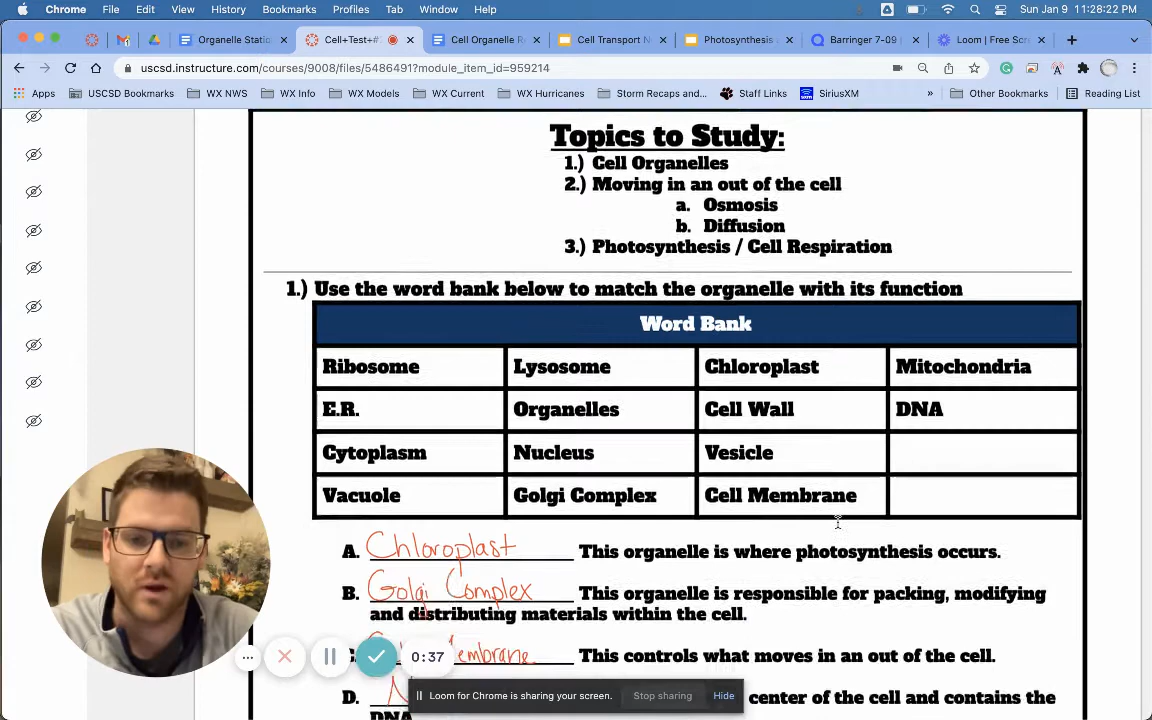 Chrome File Edit View History Bookmarks Profiles Tab Window Help Sun Jan 9 11:28:22 PM
Organelle Statio Cell+Test+# Cell Organelle R Cell Transport N Photosynthesis Barringer 7-09 Loom | Free Scr
uscsd.instructure.com/courses/9008/files/5486491?module_item_id=959214
Apps USCSD Bookmarks WX NWS WX Info WX Models WX Current WX Hurricanes Storm Recaps and... Staff Links SiriusXM » Other Bookmarks Reading List
Topics to Study:
1.) Cell Organelles
2.) Moving in an out of the cell
a. Osmosis
b. Diffusion
3.) Photosynthesis / Cell Respiration
1.) Use the word bank below to match the organelle with its function
Word Bank
Ribosome Lysosome Chloroplast Mitochondria
E.R. Organelles Cell Wall DNA
Cytoplasm Nucleus Vesicle
Vacuole Golgi Complex Cell Membrane
A. Chloroplast This organelle is where photosynthesis occurs.
B. Golgi Complex This organelle is responsible for packing, modifying
and distributing materials within the cell.
Membrane This controls what moves in an out of the cell.
0:37
D. center of the cell and contains the
DNA
Loom for Chrome is sharing your screen. Stop sharing Hide